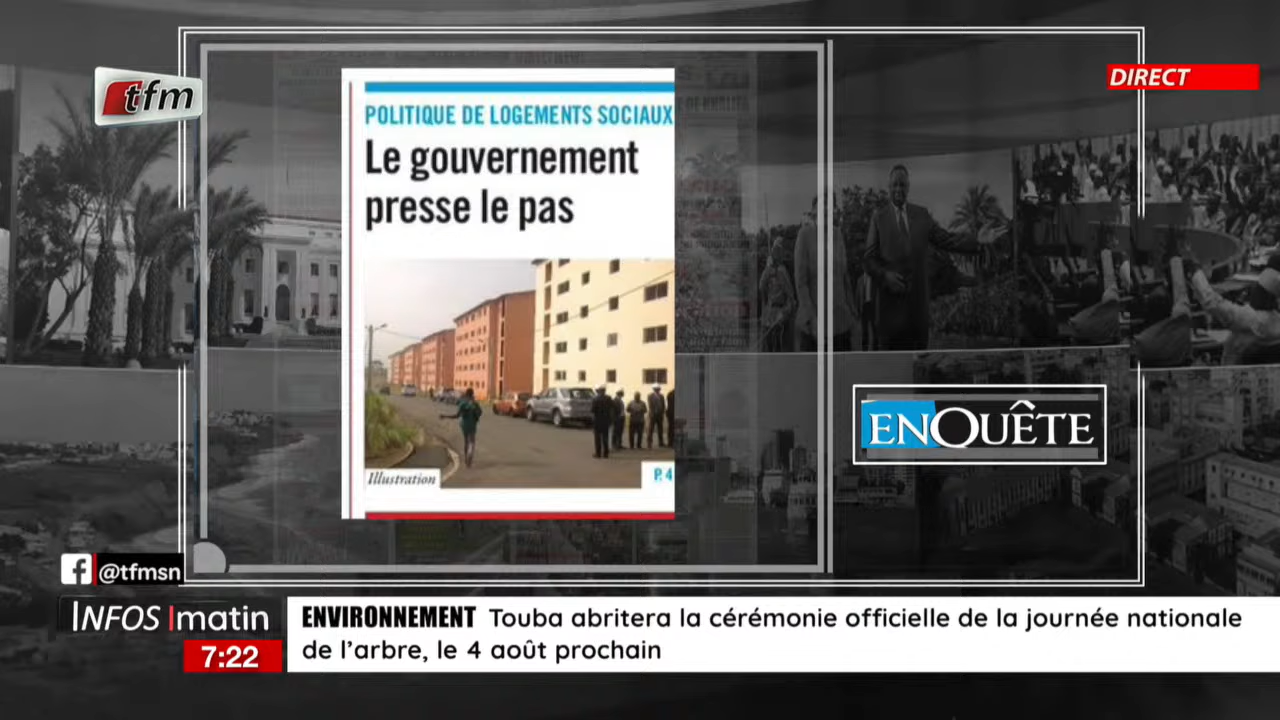 tfm
DIRECT
POLITIQUE DE LOGEMENTS SOCIAUX
Le gouvernement
presse le pas
Illustration
P. 4
ENQUÊTE
@tfmsn
INFOS matin
7:22
ENVIRONNEMENT Touba abritera la cérémonie officielle de la journée nationale
de l'arbre, le 4 août prochain